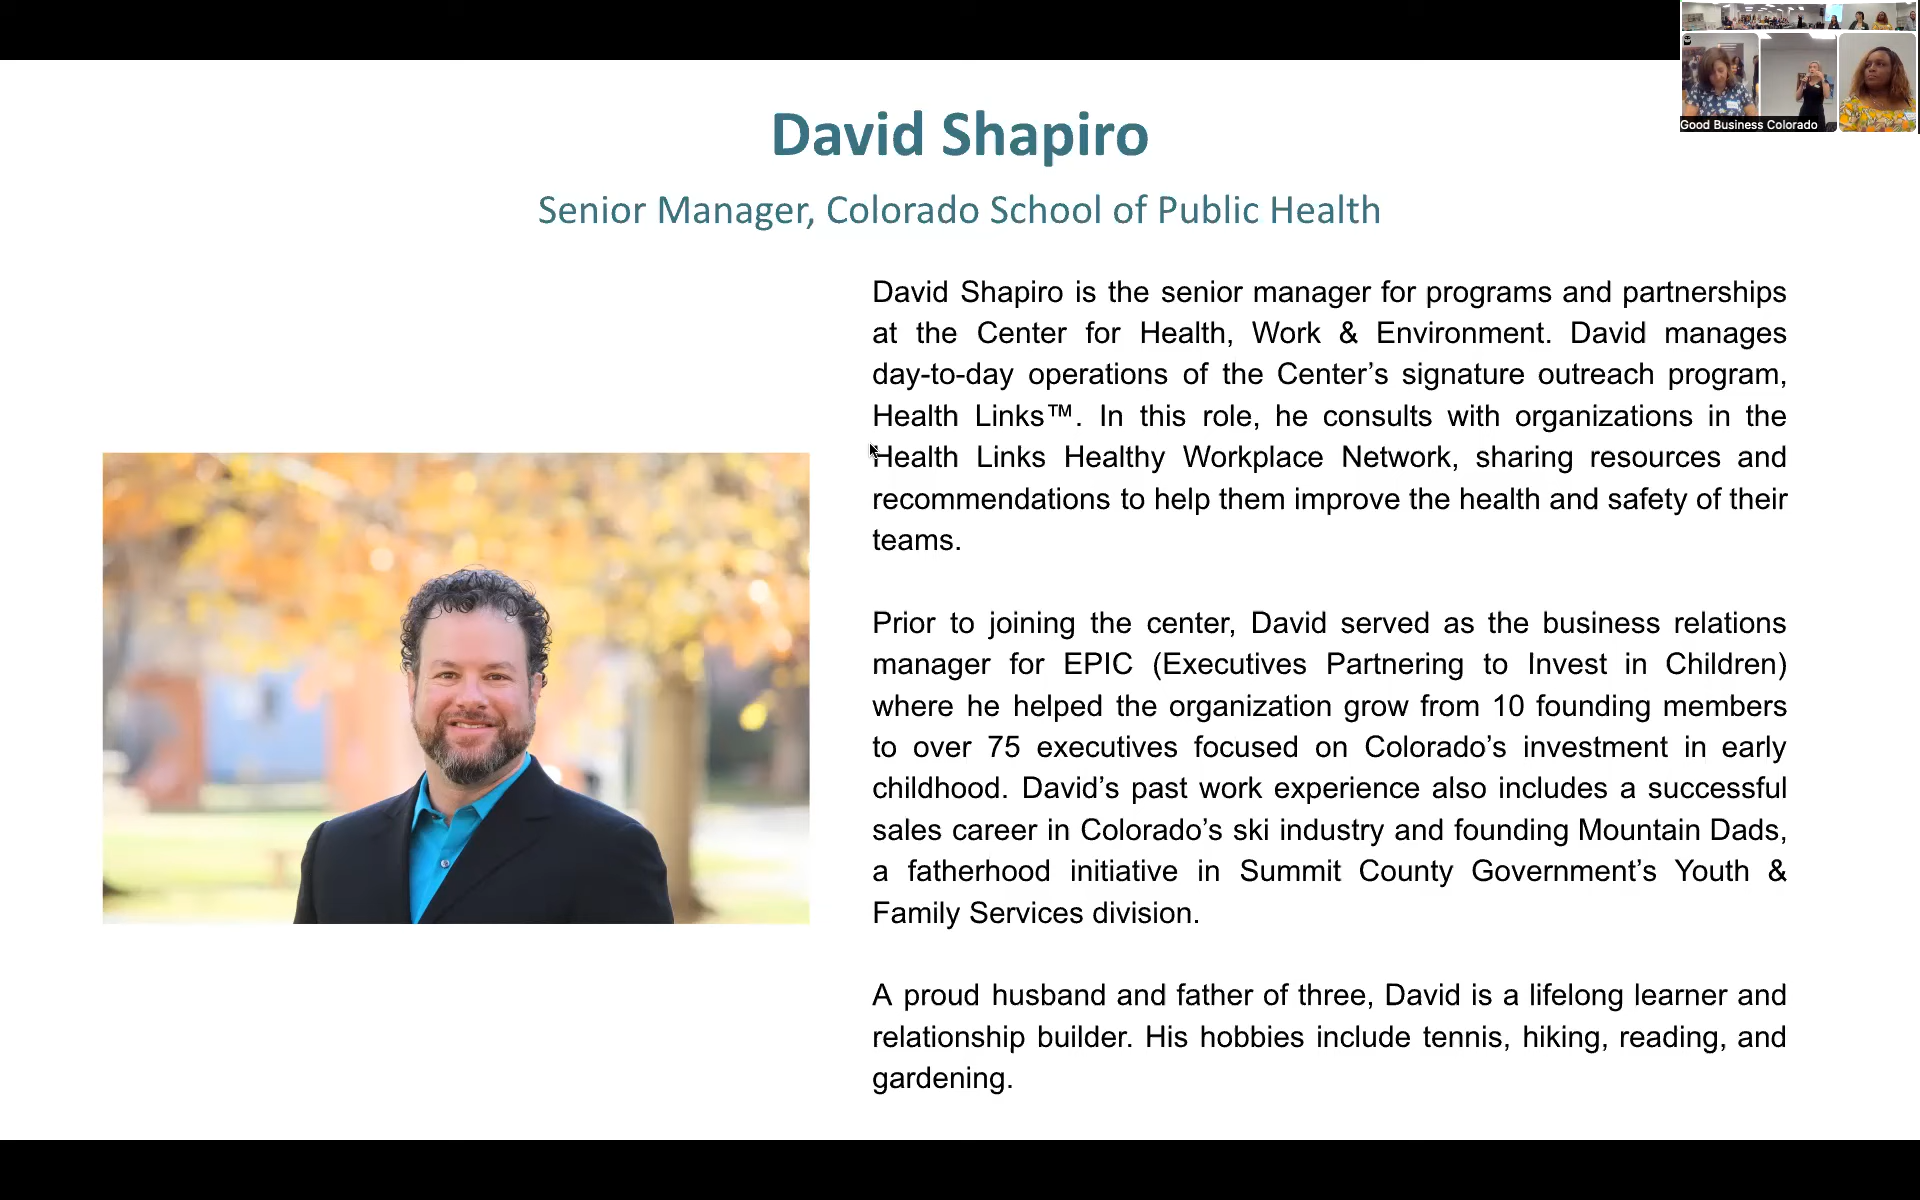 David Shapiro
Senior Manager, Colorado School of Public Health
Good Business Colorado
David Shapiro is the senior manager for programs and partnerships
at the Center for Health, Work & Environment. David manages
day-to-day operations of the Center’s signature outreach program,
Health Links™. In this role, he consults with organizations in the
Health Links Healthy Workplace Network, sharing resources and
recommendations to help them improve the health and safety of their
teams.
Prior to joining the center, David served as the business relations
manager for EPIC (Executives Partnering to Invest in Children)
where he helped the organization grow from 10 founding members
to over 75 executives focused on Colorado’s investment in early
childhood. David’s past work experience also includes a successful
sales career in Colorado’s ski industry and founding Mountain Dads,
a fatherhood initiative in Summit County Government’s Youth &
Family Services division.
A proud husband and father of three, David is a lifelong learner and
relationship builder. His hobbies include tennis, hiking, reading, and
gardening.